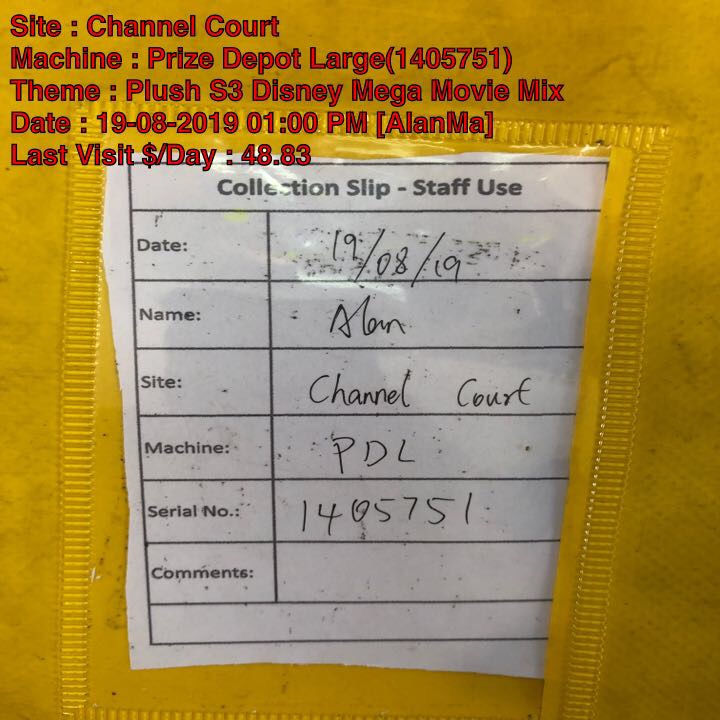 Site : Channel Court
Machine : Prize Depot Large(1405751)
Theme : Plush S3 Disney Mega Movie Mix
Date : 19-08-2019 01:00 PM [AlanMa]
Last Visit $/Day : 48.83
Collection Slip - Staff Use
Date: 19/08/19
Name: Alan
Site: Channel Court
Machine: PDL
Serial No.: 1405751
Comments: